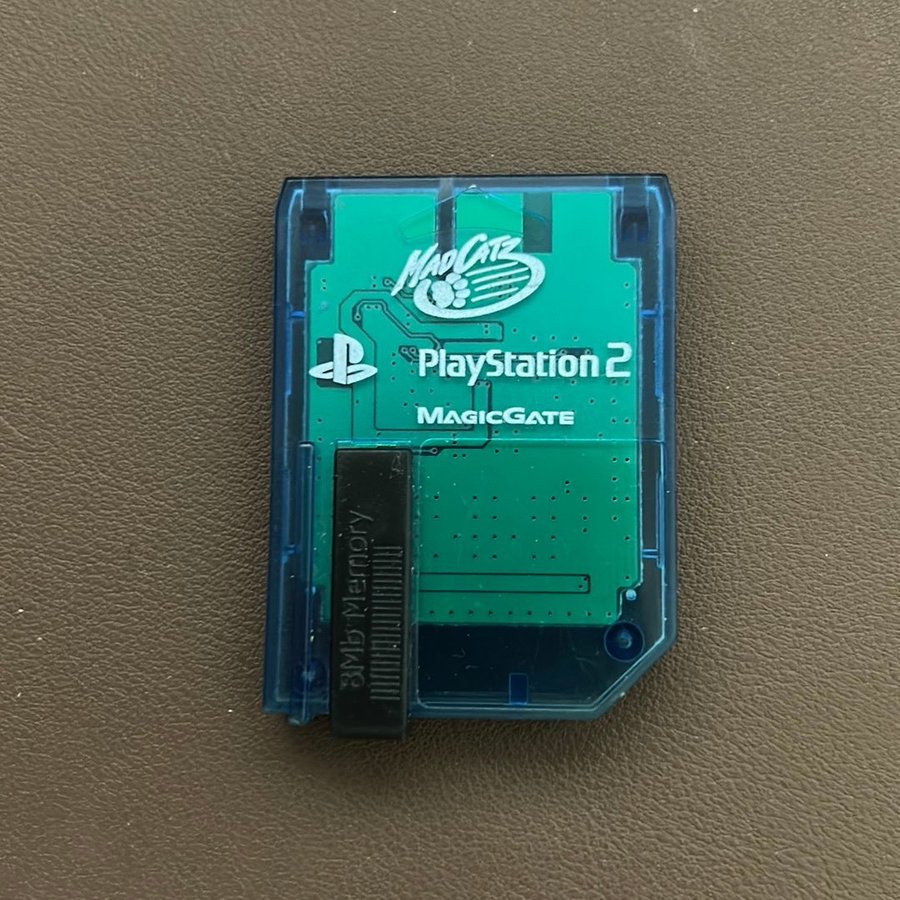 MADCATZ
PlayStation 2
MAGICGATE
8Mb Memory